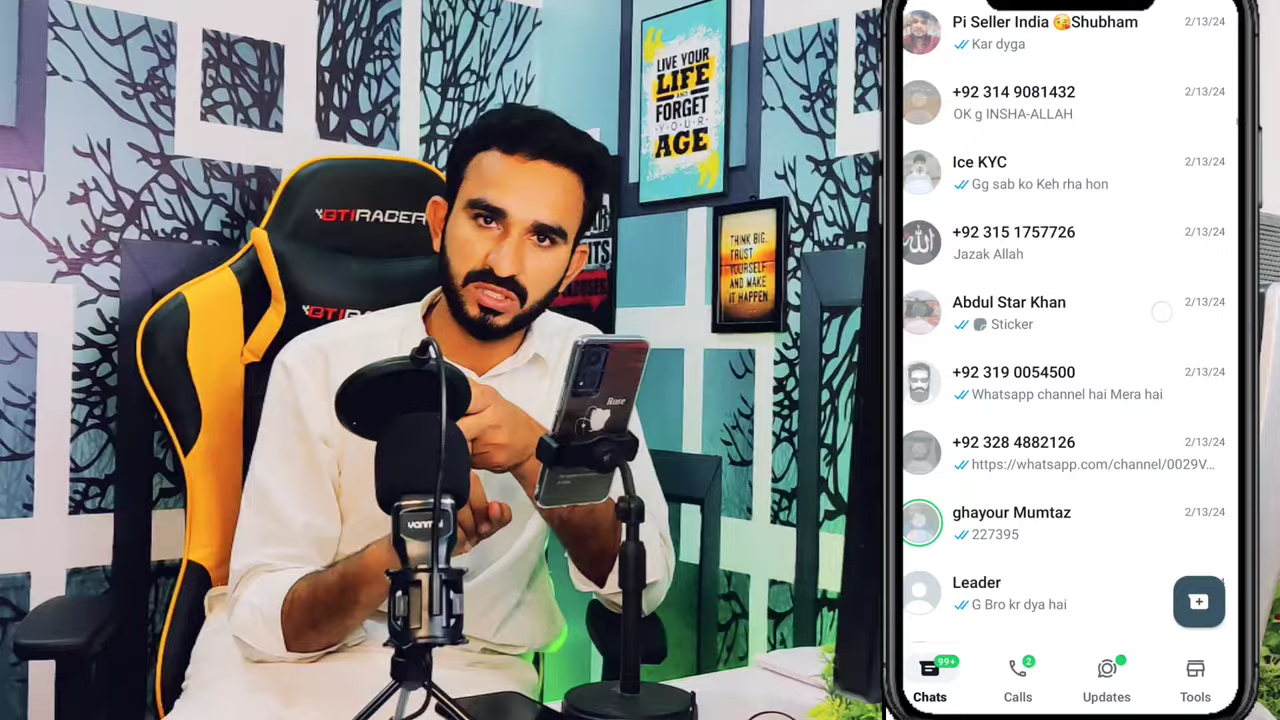 GTIRACER
LIVE YOUR
LIFE
AND
FORGET
YOUR
AGE
THINK BIG.
TRUST
YOURSELF
AND MAKE
IT HAPPEN
Rose
Pi Seller India 😘Shubham
2/13/24
Kar dyga
+92 314 9081432
2/13/24
OK g INSHA-ALLAH
Ice KYC
2/13/24
Gg sab ko Keh rha hon
+92 315 1757726
2/13/24
Jazak Allah
الله
Abdul Star Khan
2/13/24
Sticker
+92 319 0054500
2/13/24
Whatsapp channel hai Mera hai
+92 328 4882126
2/13/24
https://whatsapp.com/channel/0029V...
ghayour Mumtaz
2/13/24
227395
Leader
G Bro kr dya hai
99+
2
Chats
Calls
Updates
Tools